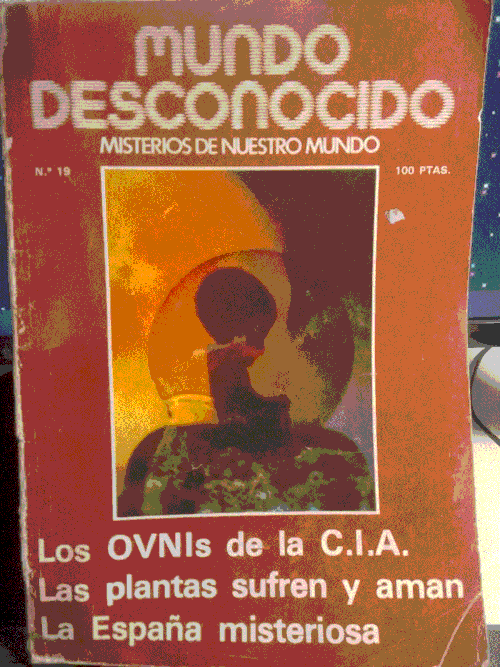 MUNDO
DESCONOCIDO
MISTERIOS DE NUESTRO MUNDO
N.º 19
100 PTAS.
Los OVNIs de la C.I.A.
Las plantas sufren y aman
La España misteriosa